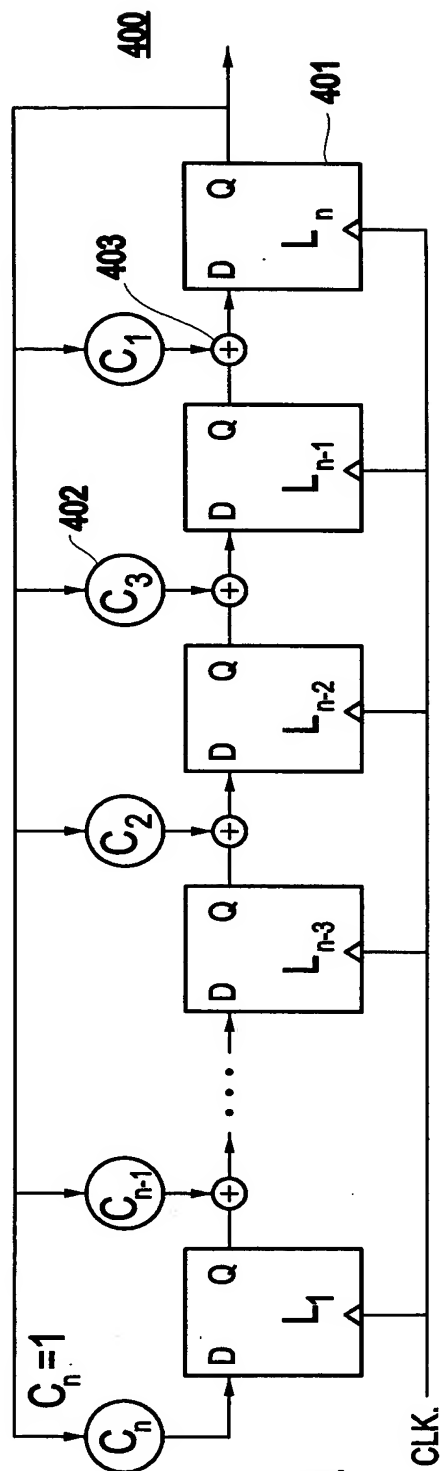 400
Cn=1
402
403
401
Cn
Cn-1
C2
C3
C1
+
+
+
+
D Q
L1
...
D Q
Ln-3
D Q
Ln-2
D Q
Ln-1
D Q
Ln
CLK.